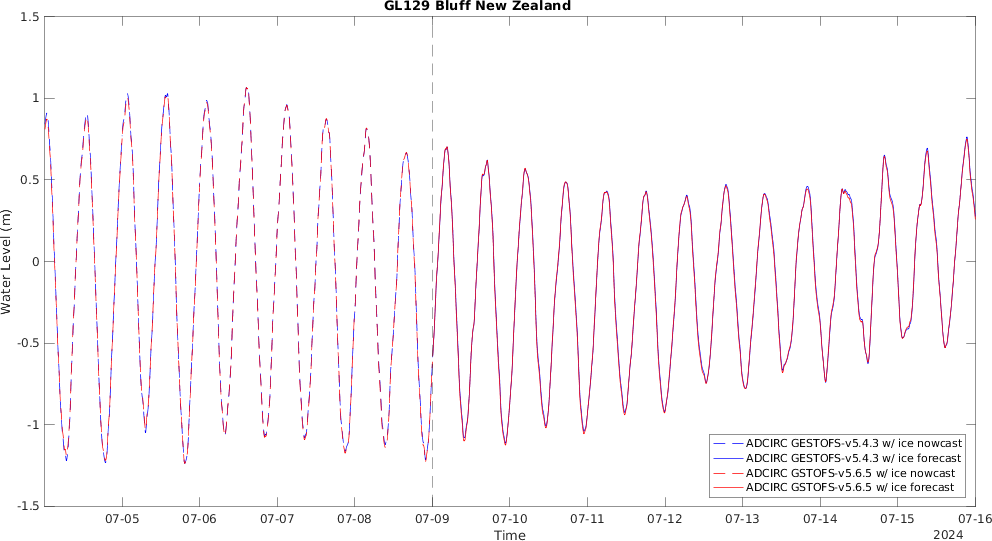 GL129 Bluff New Zealand
1.5
1
0.5
0
-0.5
-1
-1.5
Water Level (m)
07-05 07-06 07-07 07-08 07-09 07-10 07-11 07-12 07-13 07-14 07-15 07-16
Time
2024
ADCIRC GESTOFS-v5.4.3 w/ ice nowcast
ADCIRC GESTOFS-v5.4.3 w/ ice forecast
ADCIRC GSTOFS-v5.6.5 w/ ice nowcast
ADCIRC GSTOFS-v5.6.5 w/ ice forecast